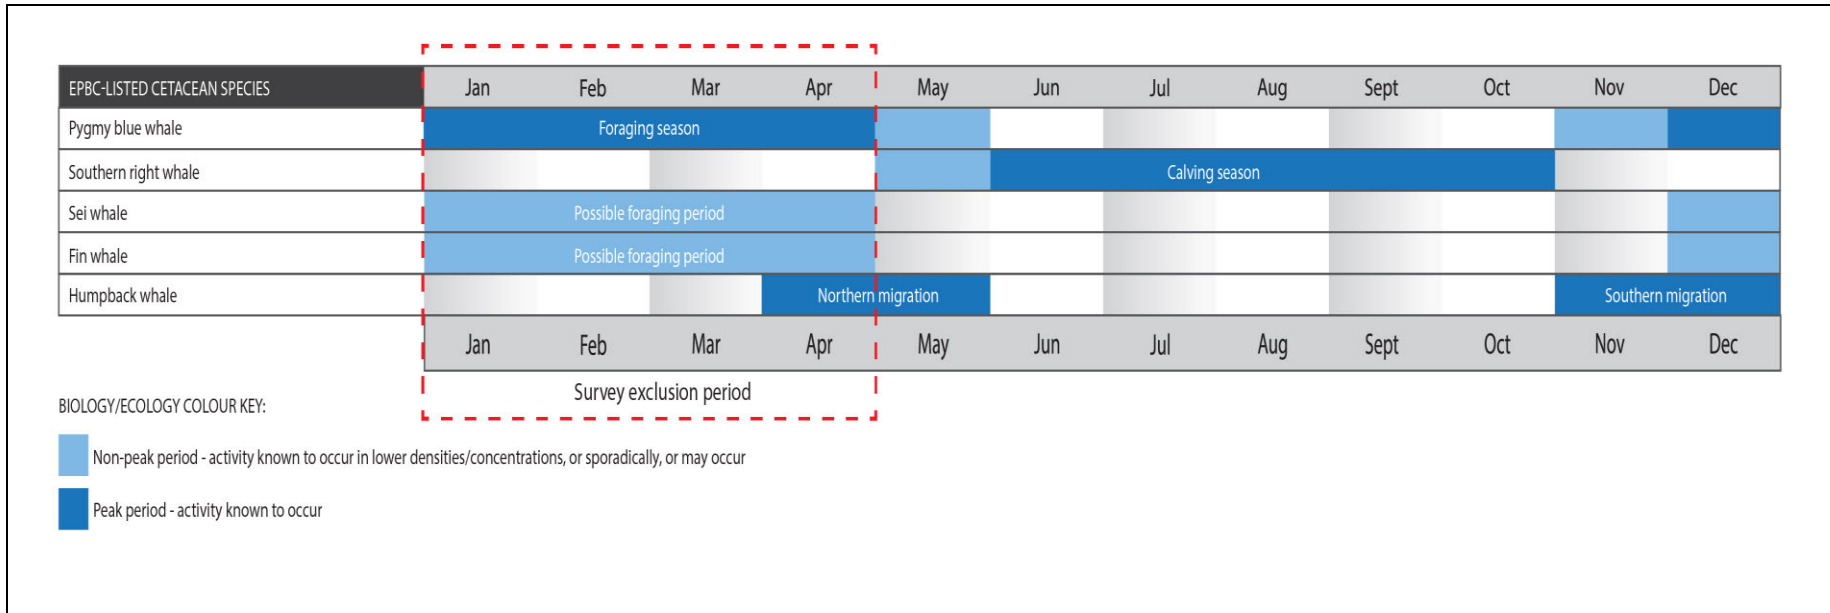 EPBC-LISTED CETACEAN SPECIES Jan Feb Mar Apr May Jun Jul Aug Sept Oct Nov Dec
Pygmy blue whale Foraging season
Southern right whale Calving season
Sei whale Possible foraging period
Fin whale Possible foraging period
Humpback whale Northern migration Southern migration
Jan Feb Mar Apr May Jun Jul Aug Sept Oct Nov Dec
Survey exclusion period
BIOLOGY/ECOLOGY COLOUR KEY:
Non-peak period - activity known to occur in lower densities/concentrations, or sporadically, or may occur
Peak period - activity known to occur